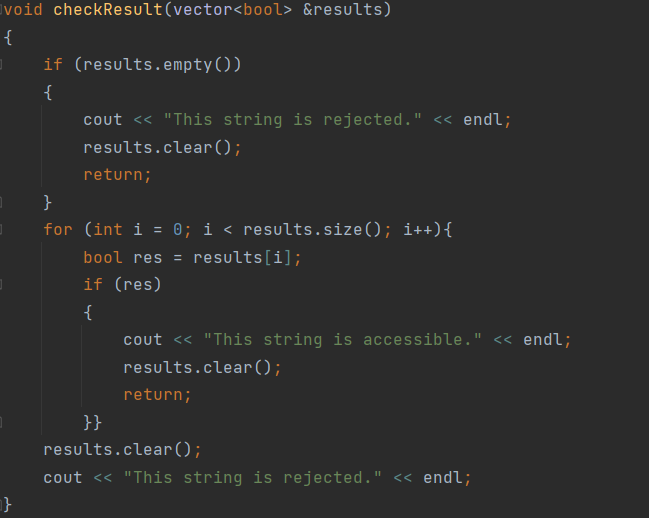 void checkResult(vector<bool> &results)
{
    if (results.empty())
    {
        cout << "This string is rejected." << endl;
        results.clear();
        return;
    }
    for (int i = 0; i < results.size(); i++){
        bool res = results[i];
        if (res)
        {
            cout << "This string is accessible." << endl;
            results.clear();
            return;
        }}
    results.clear();
    cout << "This string is rejected." << endl;
}